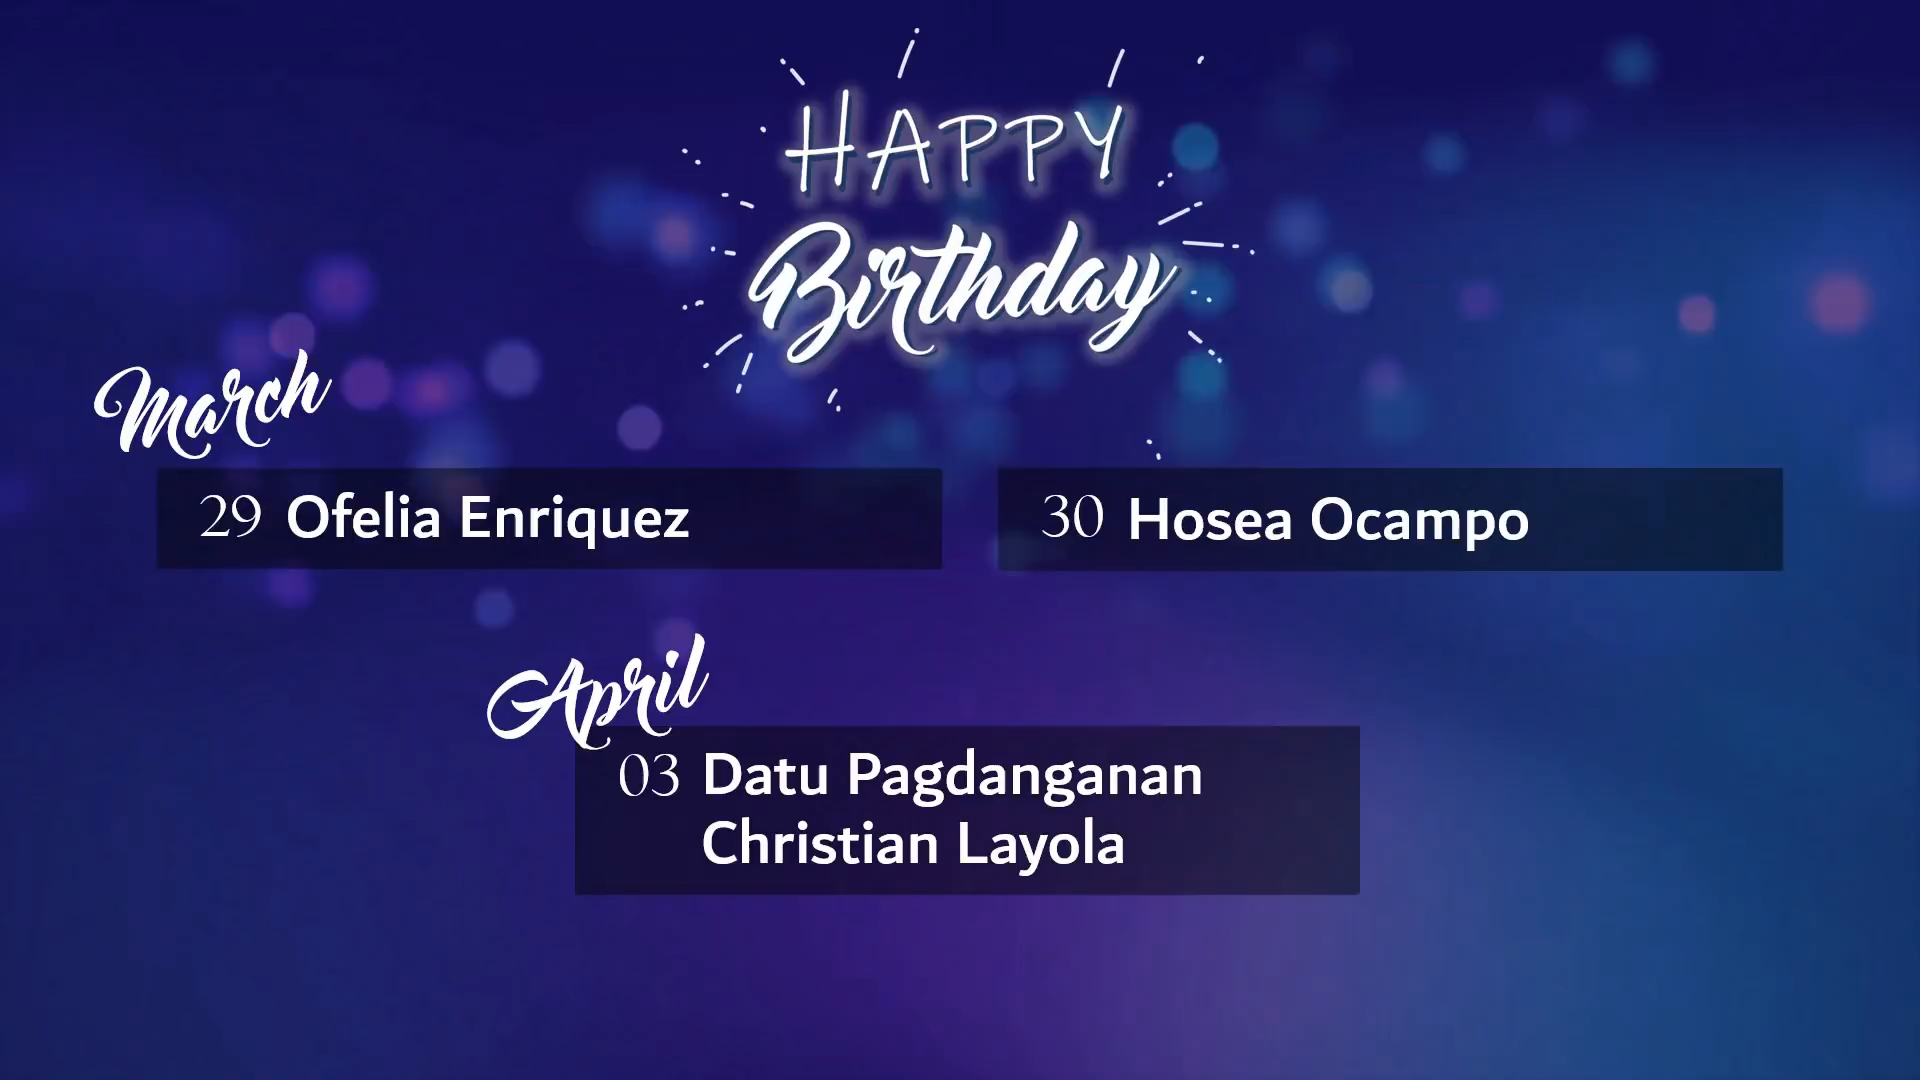 HAPPY
Birthday
March
29 Ofelia Enriquez
30 Hosea Ocampo
April
03 Datu Pagdanganan
Christian Layola